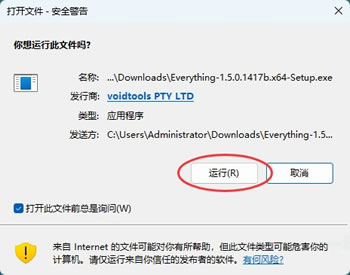 打开文件 - 安全警告
你想运行此文件吗?
名称: ...\Downloads\Everything-1.5.0.1417b.x64-Setup.exe
发行商: voidtools PTY LTD
类型: 应用程序
发送方: C:\Users\Administrator\Downloads\Everything-1.5...
运行(R) 取消
打开此文件前总是询问(W)
来自 Internet 的文件可能对你有所帮助，但此文件类型可能危害你的
计算机。请仅运行来自你信任的发布者的软件。有何风险?